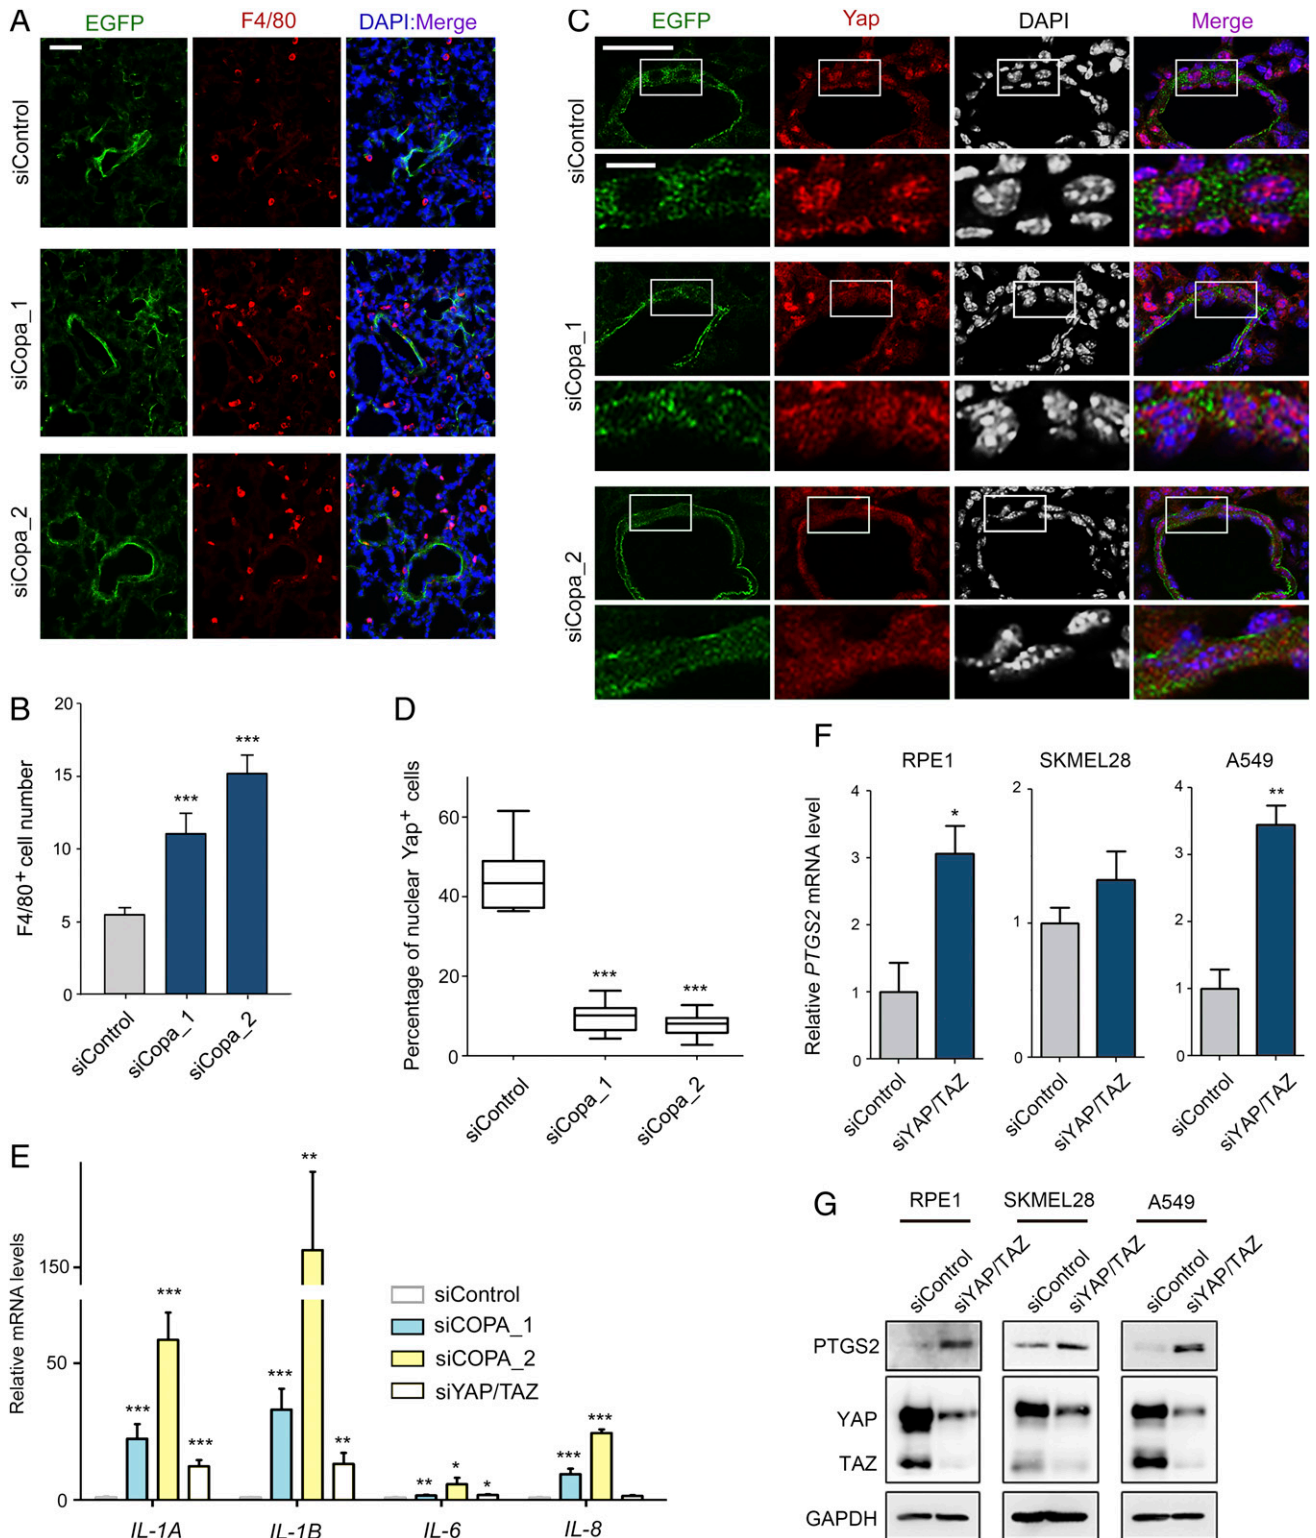 A
EGFP
F4/80
DAPI:Merge
siControl
siCopa_1
siCopa_2
B
F4/80+ cell number
20
15
10
5
0
***
***
siControl
siCopa_1
siCopa_2
C
EGFP
Yap
DAPI
Merge
siControl
siCopa_1
siCopa_2
D
Percentage of nuclear Yap+ cells
60
40
20
0
***
***
siControl
siCopa_1
siCopa_2
E
Relative mRNA levels
150
50
0
***
***
***
***
**
**
**
*
*
***
***
siControl
siCOPA_1
siCOPA_2
siYAP/TAZ
IL-1A
IL-1B
IL-6
IL-8
F
RPE1
SKMEL28
A549
Relative PTGS2 mRNA level
4
3
2
1
0
*
siControl
siYAP/TAZ
2
1
0
siControl
siYAP/TAZ
4
3
2
1
0
**
siControl
siYAP/TAZ
G
RPE1
SKMEL28
A549
siControl
siYAP/TAZ
siControl
siYAP/TAZ
siControl
siYAP/TAZ
PTGS2
YAP
TAZ
GAPDH